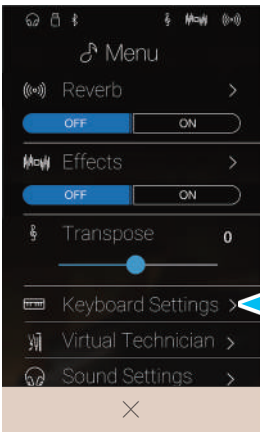 Menu
Reverb
OFF ON
Effects
OFF ON
Transpose 0
Keyboard Settings
Virtual Technician
Sound Settings